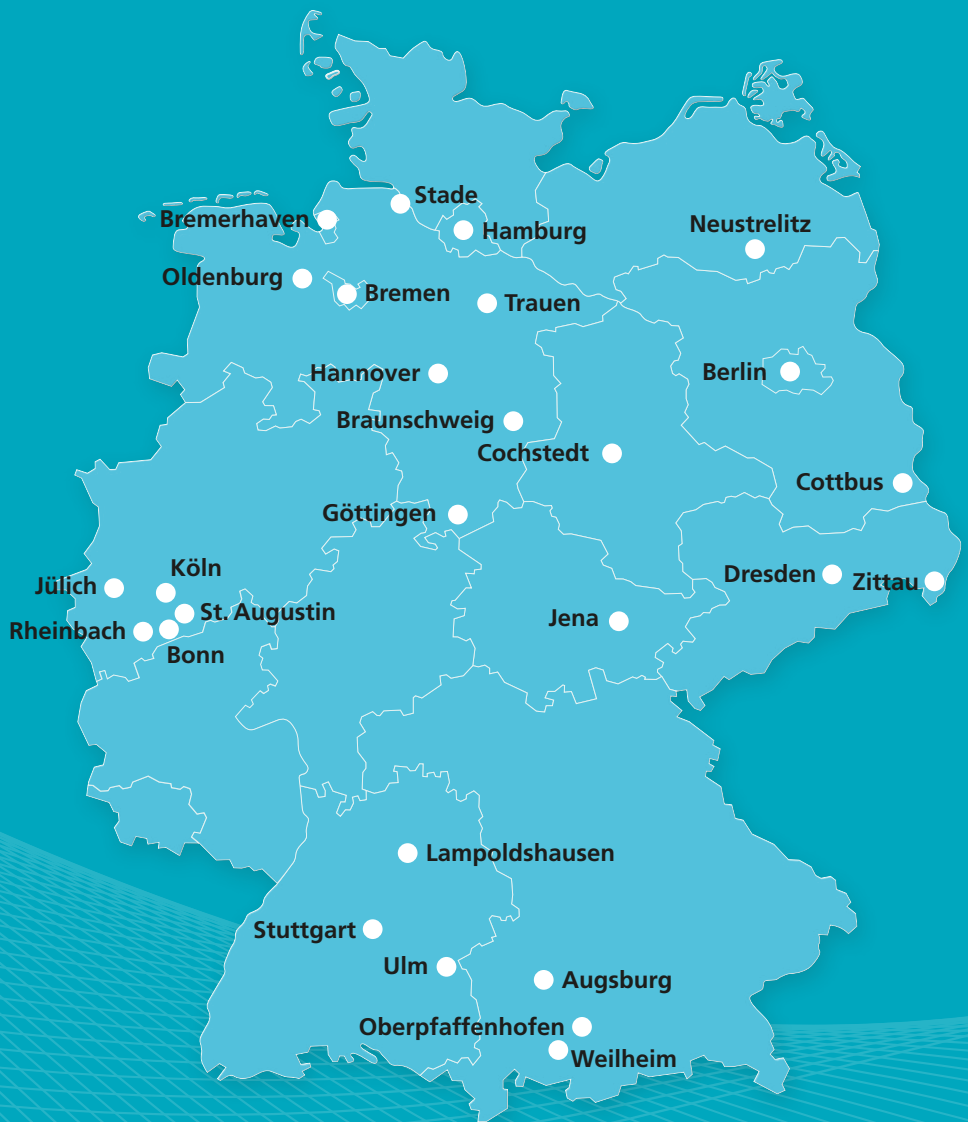 Stade
Bremerhaven
Hamburg
Neustrelitz
Oldenburg
Bremen
Trauen
Hannover
Berlin
Braunschweig
Cochstedt
Cottbus
Göttingen
Köln
Jülich
Dresden
Zittau
St. Augustin
Jena
Rheinbach
Bonn
Lampoldshausen
Stuttgart
Ulm
Augsburg
Oberpfaffenhofen
Weilheim